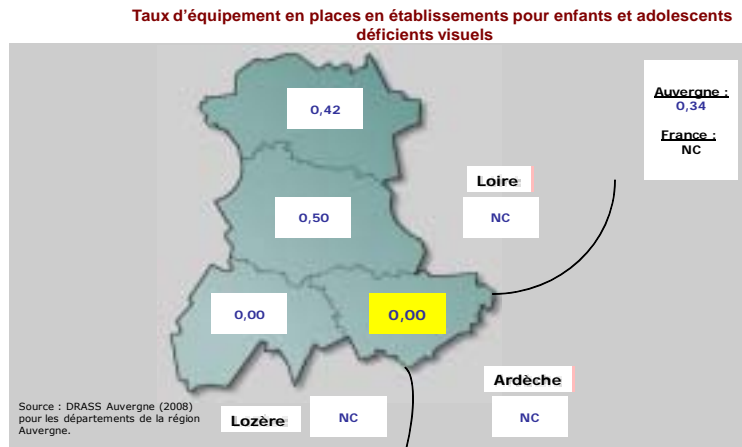 Taux d'équipement en places en établissements pour enfants et adolescents
déficients visuels
Auvergne :
0,34
France :
NC
0,42
Loire
NC
0,50
0,00
0,00
Ardèche
NC
Lozère
NC
Source : DRASS Auvergne (2008)
pour les départements de la région
Auvergne.